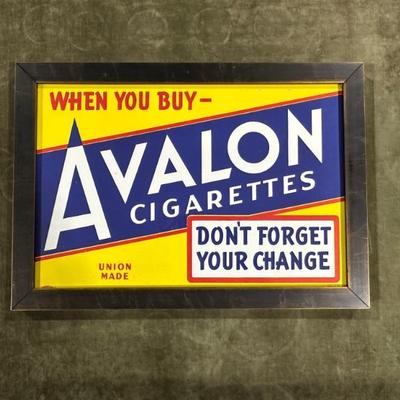 WHEN YOU BUY –
AVALON
CIGARETTES
DON'T FORGET
YOUR CHANGE
UNION
MADE